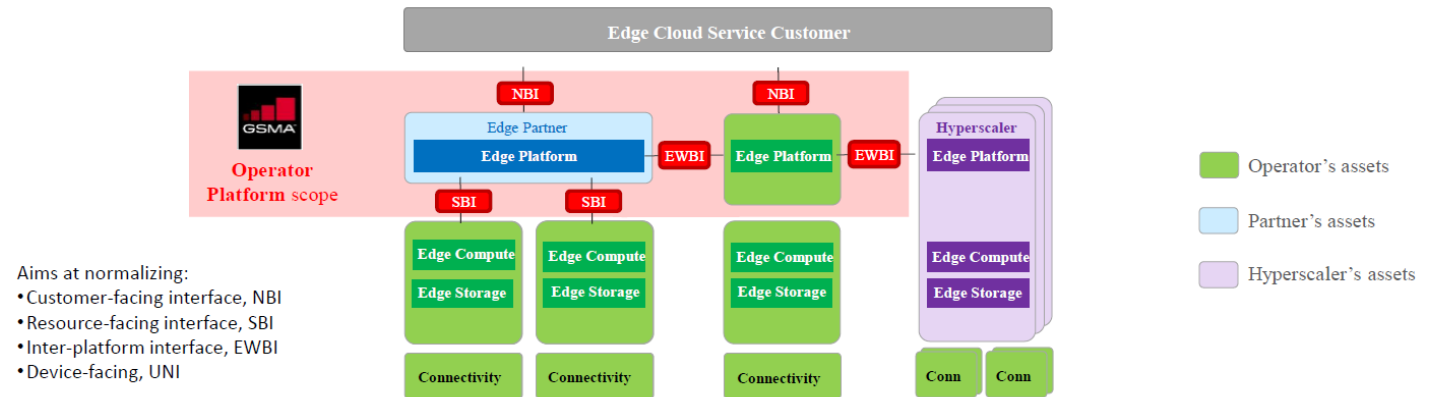 Edge Cloud Service Customer
NBI
NBI
GSMA
Operator
Platform scope
Edge Partner
Edge Platform
EWBI
Edge Platform
EWBI
Hyperscaler
Edge Platform
SBI
SBI
Edge Compute
Edge Storage
Edge Compute
Edge Storage
Edge Compute
Edge Storage
Edge Compute
Edge Storage
Connectivity
Connectivity
Connectivity
Conn
Conn
Operator's assets
Partner's assets
Hyperscaler's assets
Aims at normalizing:
•Customer-facing interface, NBI
•Resource-facing interface, SBI
•Inter-platform interface, EWBI
•Device-facing, UNI